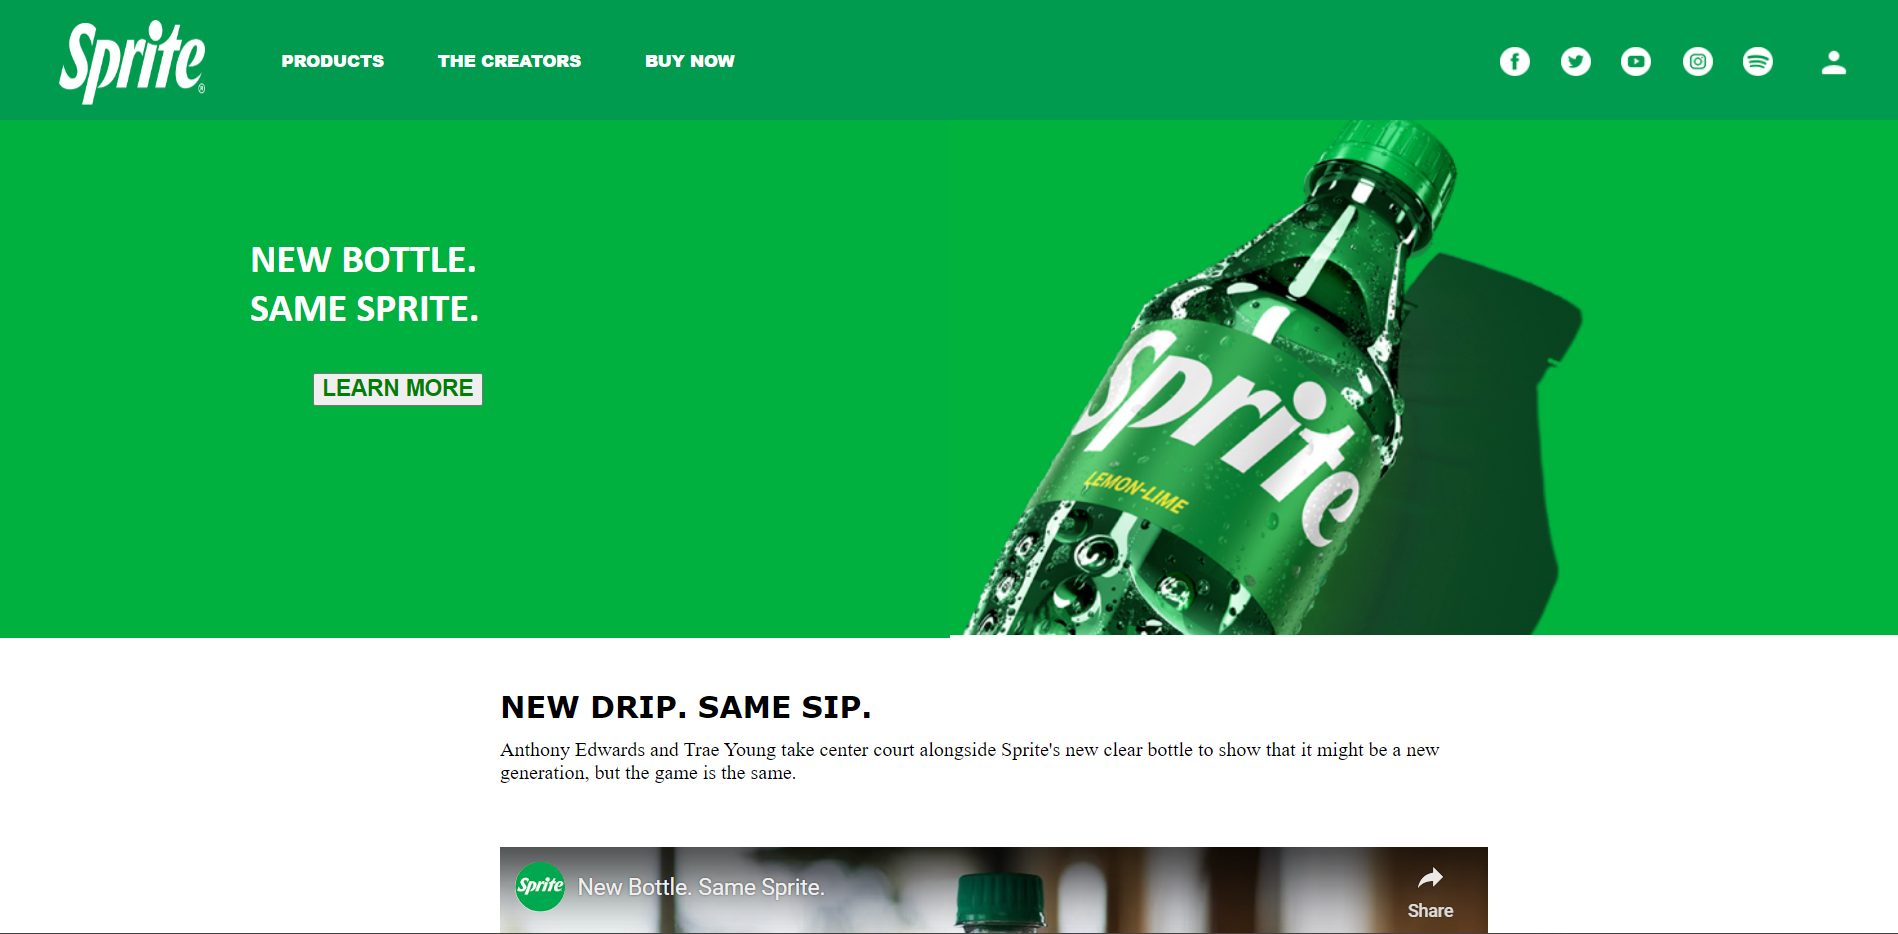 Sprite®
PRODUCTS THE CREATORS BUY NOW
NEW BOTTLE.
SAME SPRITE.
LEARN MORE
Sprite
LEMON-LIME
NEW DRIP. SAME SIP.
Anthony Edwards and Trae Young take center court alongside Sprite's new clear bottle to show that it might be a new
generation, but the game is the same.
Sprite New Bottle. Same Sprite.
Share